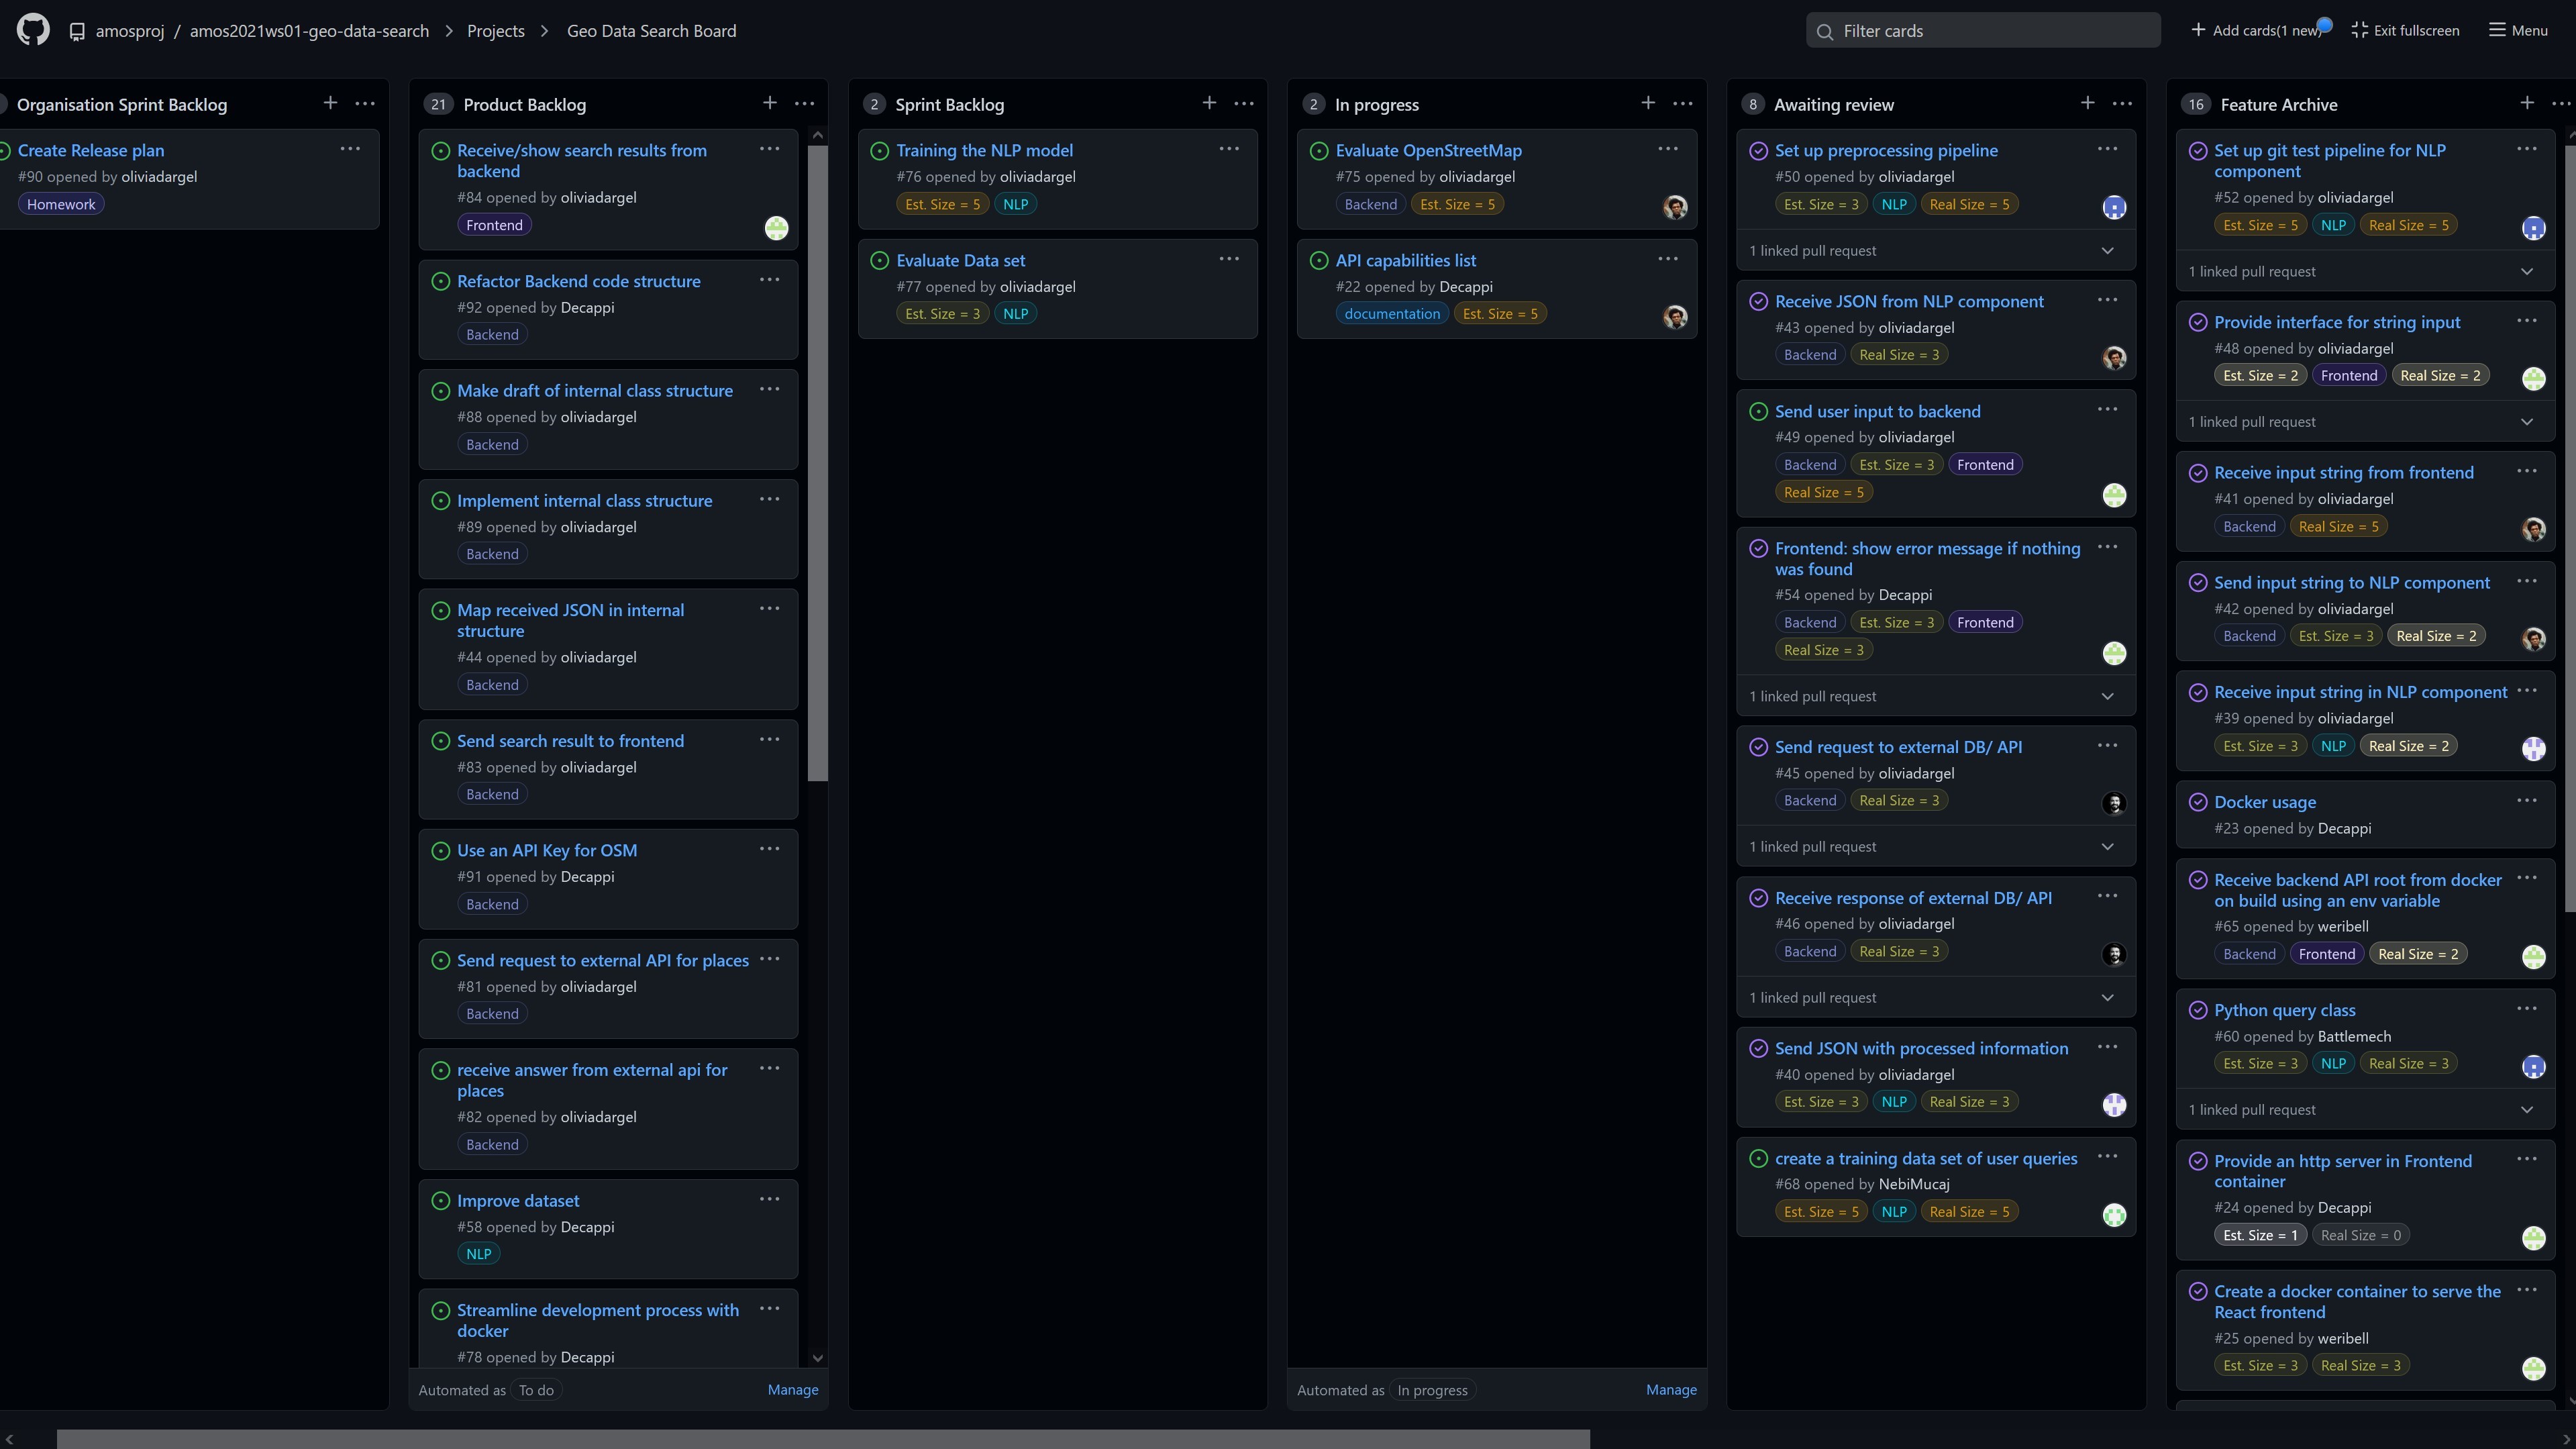 amosproj / amos2021ws01-geo-data-search > Projects > Geo Data Search Board
Filter cards
Add cards(1 new)
Exit fullscreen
Menu
Organisation Sprint Backlog
Create Release plan
#90 opened by oliviadargel
Homework
21 Product Backlog
Receive/show search results from
backend
#84 opened by oliviadargel
Frontend
Refactor Backend code structure
#92 opened by Decappi
Backend
Make draft of internal class structure
#88 opened by oliviadargel
Backend
Implement internal class structure
#89 opened by oliviadargel
Backend
Map received JSON in internal
structure
#44 opened by oliviadargel
Backend
Send search result to frontend
#83 opened by oliviadargel
Backend
Use an API Key for OSM
#91 opened by Decappi
Backend
Send request to external API for places
#81 opened by oliviadargel
Backend
receive answer from external api for
places
#82 opened by oliviadargel
Backend
Improve dataset
#58 opened by Decappi
NLP
Streamline development process with
docker
#78 opened by Decappi
Automated as To do Manage
2 Sprint Backlog
Training the NLP model
#76 opened by oliviadargel
Est. Size = 5 NLP
Evaluate Data set
#77 opened by oliviadargel
Est. Size = 3 NLP
2 In progress
Evaluate OpenStreetMap
#75 opened by oliviadargel
Backend Est. Size = 5
API capabilities list
#22 opened by Decappi
documentation Est. Size = 5
Automated as In progress Manage
8 Awaiting review
Set up preprocessing pipeline
#50 opened by oliviadargel
Est. Size = 3 NLP Real Size = 5
1 linked pull request
Receive JSON from NLP component
#43 opened by oliviadargel
Backend Real Size = 3
Send user input to backend
#49 opened by oliviadargel
Backend Est. Size = 3 Frontend
Real Size = 5
Frontend: show error message if nothing
was found
#54 opened by Decappi
Backend Est. Size = 3 Frontend
Real Size = 3
1 linked pull request
Send request to external DB/ API
#45 opened by oliviadargel
Backend Real Size = 3
1 linked pull request
Receive response of external DB/ API
#46 opened by oliviadargel
Backend Real Size = 3
1 linked pull request
Send JSON with processed information
#40 opened by oliviadargel
Est. Size = 3 NLP Real Size = 3
create a training data set of user queries
#68 opened by NebiMucaj
Est. Size = 5 NLP Real Size = 5
16 Feature Archive
Set up git test pipeline for NLP
component
#52 opened by oliviadargel
Est. Size = 5 NLP Real Size = 5
1 linked pull request
Provide interface for string input
#48 opened by oliviadargel
Est. Size = 2 Frontend Real Size = 2
1 linked pull request
Receive input string from frontend
#41 opened by oliviadargel
Backend Real Size = 5
Send input string to NLP component
#42 opened by oliviadargel
Backend Est. Size = 3 Real Size = 2
Receive input string in NLP component
#39 opened by oliviadargel
Est. Size = 3 NLP Real Size = 2
Docker usage
#23 opened by Decappi
Receive backend API root from docker
on build using an env variable
#65 opened by weribell
Backend Frontend Real Size = 2
Python query class
#60 opened by Battlemech
Est. Size = 3 NLP Real Size = 3
1 linked pull request
Provide an http server in Frontend
container
#24 opened by Decappi
Est. Size = 1 Real Size = 0
Create a docker container to serve the
React frontend
#25 opened by weribell
Est. Size = 3 Real Size = 3